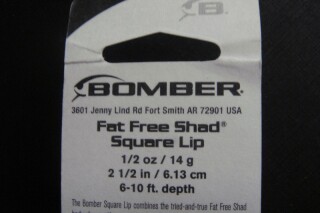 BOMBER®
3601 Jenny Lind Rd Fort Smith AR 72901 USA
Fat Free Shad®
Square Lip
1/2 oz / 14 g
2 1/2 in / 6.13 cm
6-10 ft. depth
The Bomber Square Lip combines the tried-and-true Fat Free Shad